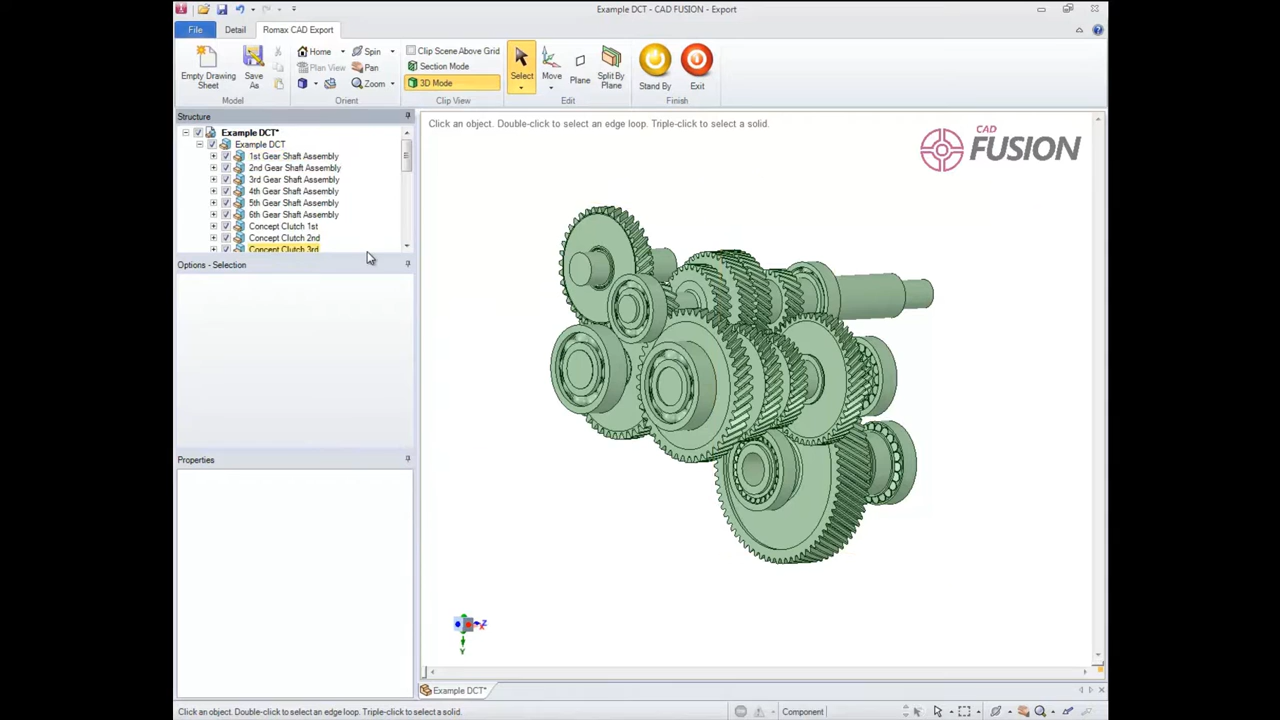 Example DCT - CAD FUSION - Export
File Detail Romax CAD Export
Empty Drawing Sheet
Save As
Home
Plan View
Spin
Pan
Zoom
Clip Scene Above Grid
Section Mode
3D Mode
Select
Move
Plane
Split By Plane
Stand By
Exit
Model Orient Clip View Edit Finish
Structure
Example DCT*
Example DCT
1st Gear Shaft Assembly
2nd Gear Shaft Assembly
3rd Gear Shaft Assembly
4th Gear Shaft Assembly
5th Gear Shaft Assembly
6th Gear Shaft Assembly
Concept Clutch 1st
Concept Clutch 2nd
Concept Clutch 3rd
Options - Selection
Properties
Click an object. Double-click to select an edge loop. Triple-click to select a solid.
CAD
FUSION
Z
Y
Example DCT*
Click an object. Double-click to select an edge loop. Triple-click to select a solid.
Component